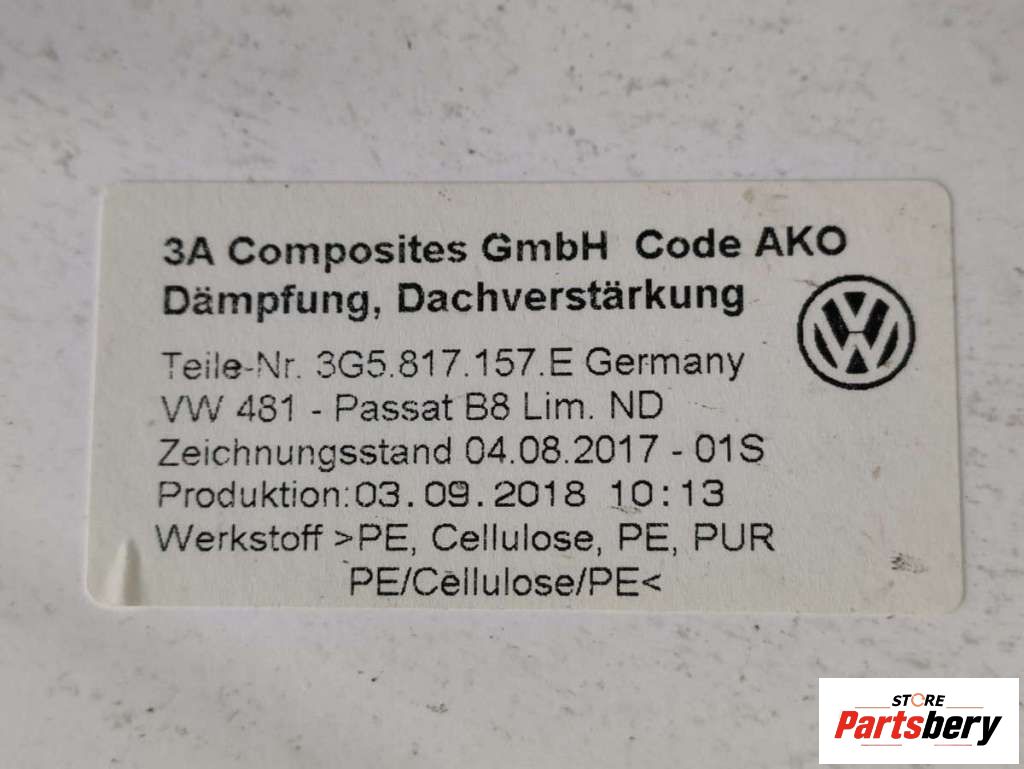 3A Composites GmbH Code AKO
Dämpfung, Dachverstärkung
Teile-Nr. 3G5.817.157.E Germany
VW 481 - Passat B8 Lim. ND
Zeichnungsstand 04.08.2017 - 01S
Produktion:03.09.2018 10:13
Werkstoff >PE, Cellulose, PE, PUR
PE/Cellulose/PE<
STORE
Partsbery